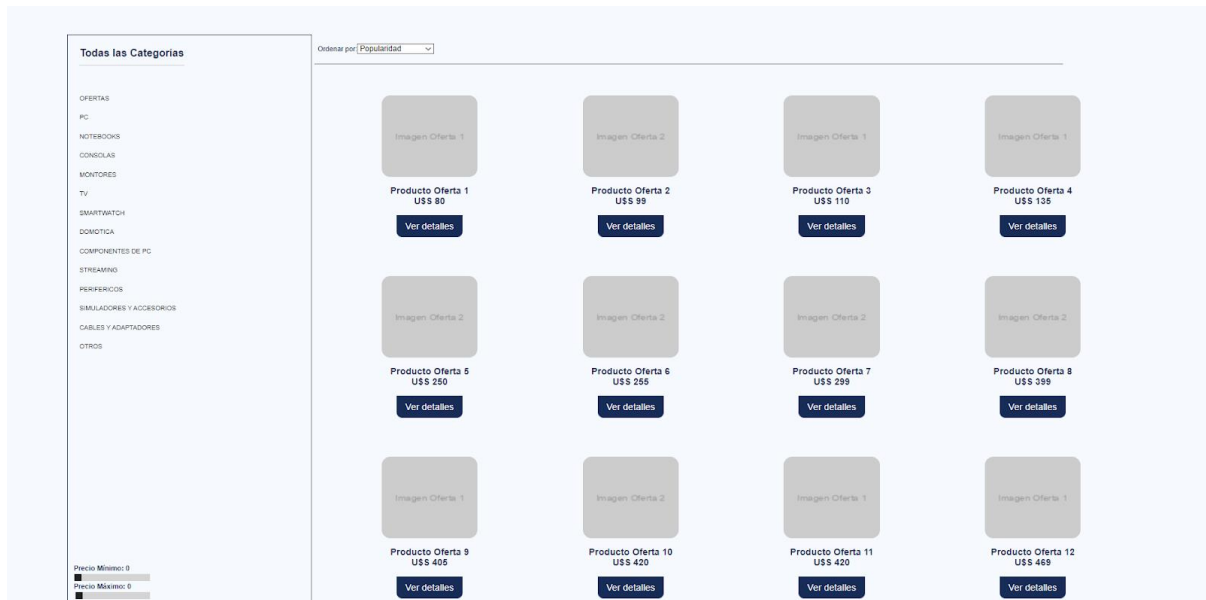 Todas las Categorias
OFERTAS
PC
NOTEBOOKS
CONSOLAS
MONTORES
TV
SMARTWATCH
DOMOTICA
COMPONENTES DE PC
STREAMING
PERIFERICOS
SIMULADORES Y ACCESORIOS
CABLES Y ADAPTADORES
OTROS
Precio Mínimo: 0
Precio Máximo: 0
Ordenar por: Popularidad
Imagen Oferta 1 Imagen Oferta 2 Imagen Oferta 1 Imagen Oferta 1
Producto Oferta 1 Producto Oferta 2 Producto Oferta 3 Producto Oferta 4
U$S 80 U$S 99 U$S 110 U$S 135
Ver detalles Ver detalles Ver detalles Ver detalles
Imagen Oferta 2 Imagen Oferta 2 Imagen Oferta 2 Imagen Oferta 2
Producto Oferta 5 Producto Oferta 6 Producto Oferta 7 Producto Oferta 8
U$S 250 U$S 255 U$S 299 U$S 399
Ver detalles Ver detalles Ver detalles Ver detalles
Imagen Oferta 1 Imagen Oferta 2 Imagen Oferta 1 Imagen Oferta 1
Producto Oferta 9 Producto Oferta 10 Producto Oferta 11 Producto Oferta 12
U$S 405 U$S 420 U$S 420 U$S 469
Ver detalles Ver detalles Ver detalles Ver detalles